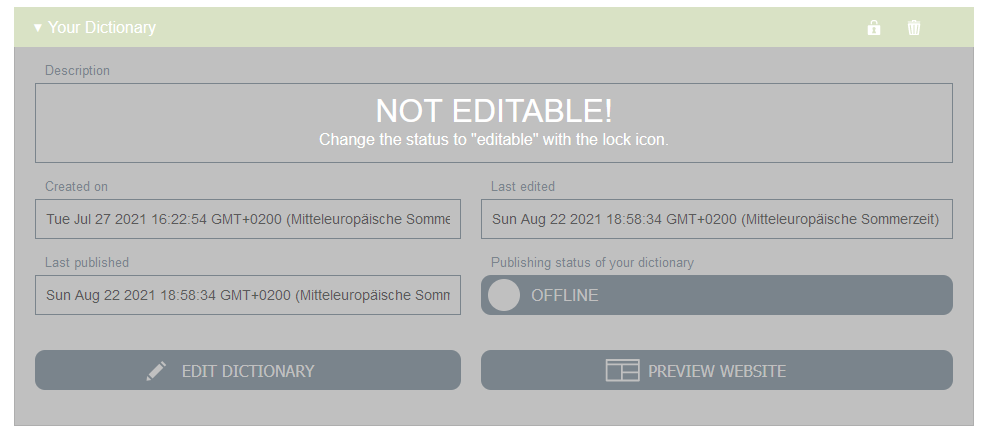 ▾ Your Dictionary
Description
NOT EDITABLE!
Change the status to "editable" with the lock icon.
Created on
Last edited
Tue Jul 27 2021 16:22:54 GMT+0200 (Mitteleuropäische Somme
Sun Aug 22 2021 18:58:34 GMT+0200 (Mitteleuropäische Sommerzeit)
Last published
Publishing status of your dictionary
Sun Aug 22 2021 18:58:34 GMT+0200 (Mitteleuropäische Somm
OFFLINE
EDIT DICTIONARY
PREVIEW WEBSITE